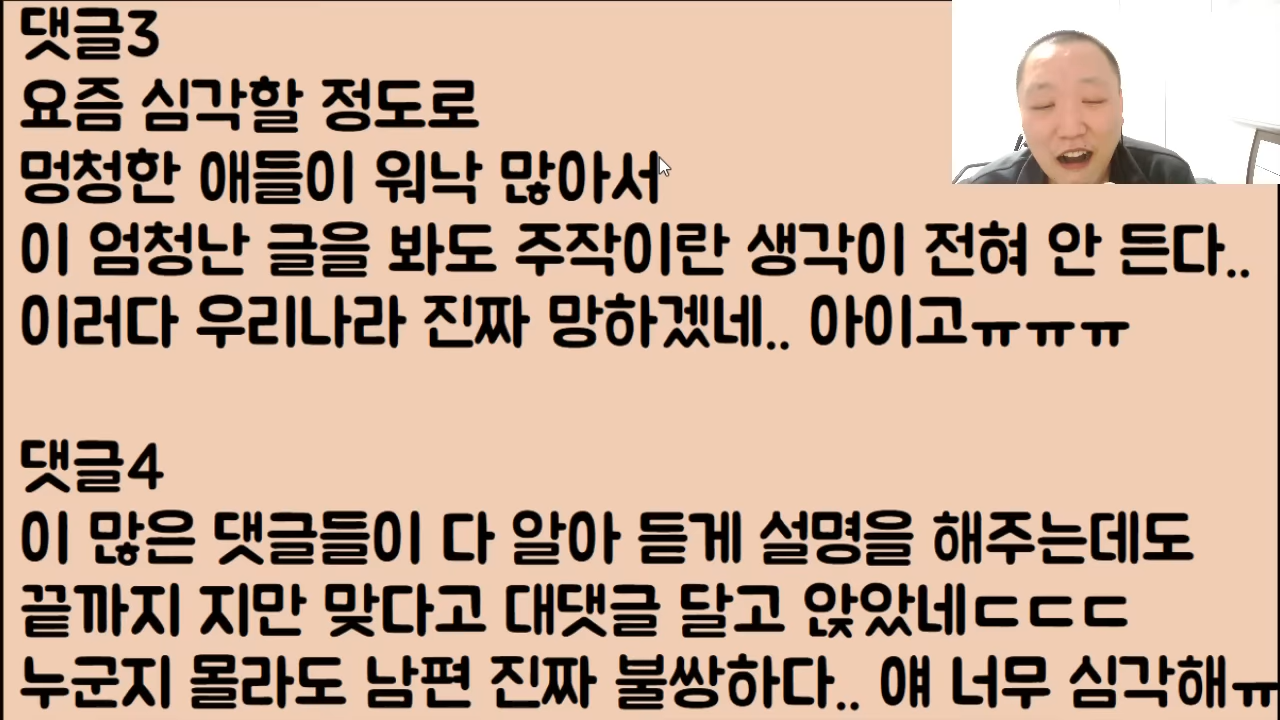 댓글3
요즘 심각할 정도로
멍청한 애들이 워낙 많아서
이 엄청난 글을 봐도 주작이란 생각이 전혀 안 든다..
이러다 우리나라 진짜 망하겠네.. 아이고ㅠㅠㅠ
댓글4
이 많은 댓글들이 다 알아 듣게 설명을 해주는데도
끝까지 지만 맞다고 대댓글 달고 앉았네ㄷㄷㄷ
누군지 몰라도 남편 진짜 불쌍하다.. 얘 너무 심각해ㅠ